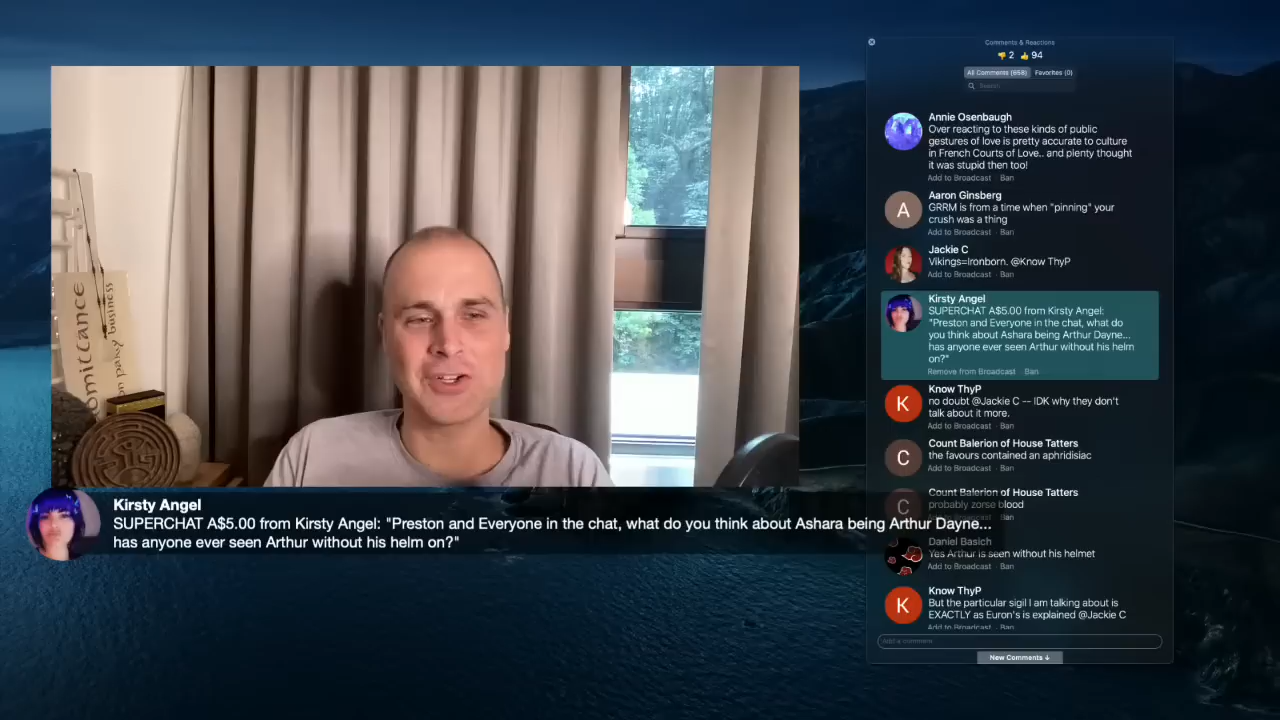 omittance
on paky business
Kirsty Angel
SUPERCHAT A$5.00 from Kirsty Angel: "Preston and Everyone in the chat, what do you think about Ashara being Arthur Dayne...
has anyone ever seen Arthur without his helm on?"
Comments & Reactions
👎 2 👍 94
All Comments (658) Favorites (0)
Search
Annie Osenbaugh
Over reacting to these kinds of public
gestures of love is pretty accurate to culture
in French Courts of Love.. and plenty thought
it was stupid then too!
Add to Broadcast · Ban
Aaron Ginsberg
A
GRRM is from a time when "pinning" your
crush was a thing
Add to Broadcast · Ban
Jackie C
Vikings=Ironborn. @Know ThyP
Add to Broadcast · Ban
Kirsty Angel
SUPERCHAT A$5.00 from Kirsty Angel:
"Preston and Everyone in the chat, what do
you think about Ashara being Arthur Dayne...
has anyone ever seen Arthur without his helm
on?"
Remove from Broadcast · Ban
Know ThyP
K
no doubt @Jackie C -- IDK why they don't
talk about it more.
Add to Broadcast · Ban
Count Balerion of House Tatters
C
the favours contained an aphridisiac
Add to Broadcast · Ban
Count Balerion of House Tatters
C
probably zorse blood
Ban
Daniel Basich
Yes Arthur is seen without his helmet
Add to Broadcast · Ban
Know ThyP
K
But the particular sigil I am talking about is
EXACTLY as Euron's is explained @Jackie C
Add to Broadcast · Ban
Add a comment
New Comments ↓